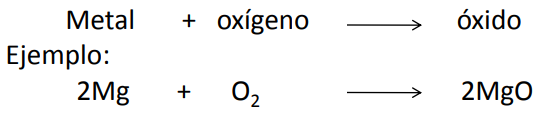 Metal + oxígeno ⟶ óxido
Ejemplo:
2Mg + O₂ ⟶ 2MgO